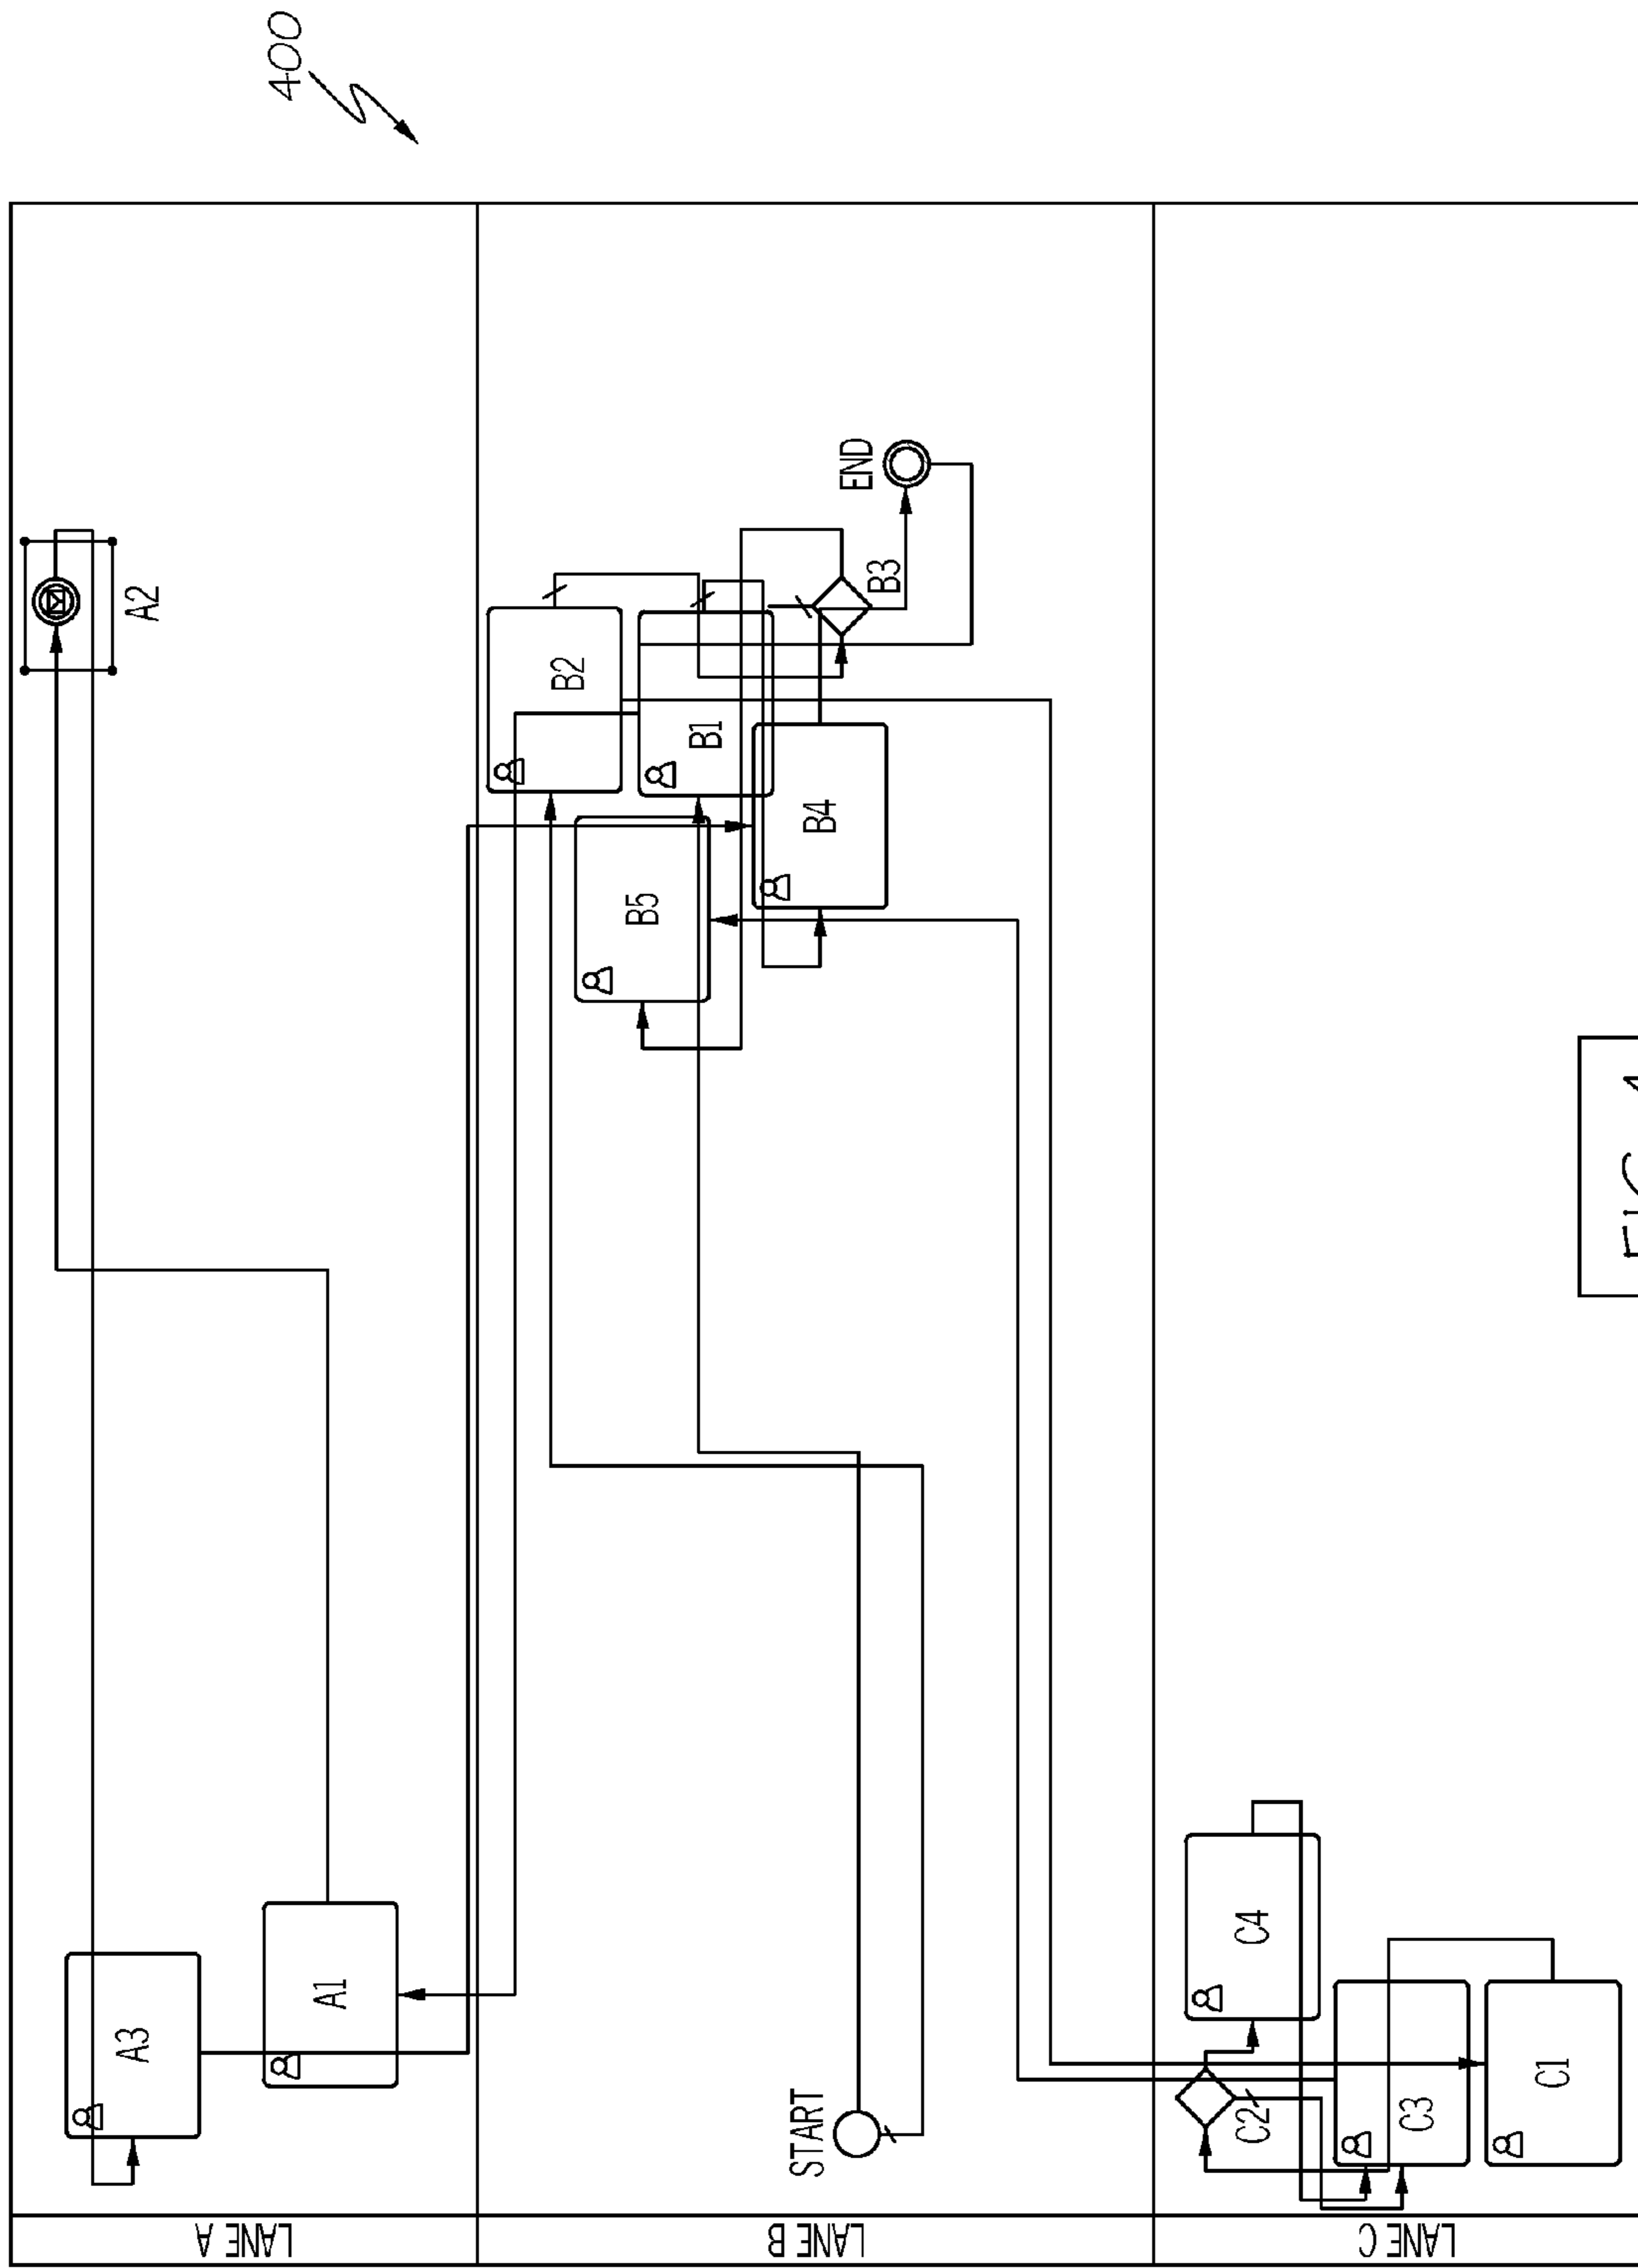 400
LANE A
A3
A1
A2
LANE B
START
B5
B2
B1
B4
B3
END
LANE C
C2
C4
C3
C1